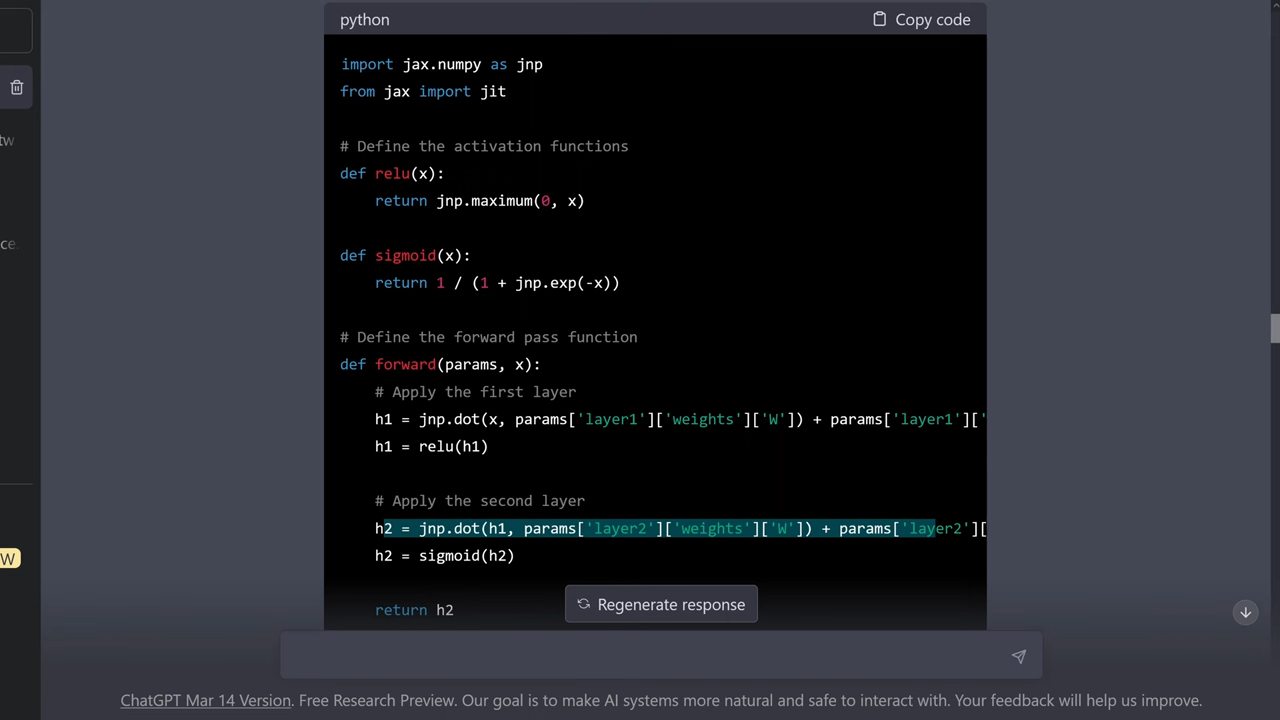 python
Copy code
import jax.numpy as jnp
from jax import jit
# Define the activation functions
def relu(x):
    return jnp.maximum(0, x)
def sigmoid(x):
    return 1 / (1 + jnp.exp(-x))
# Define the forward pass function
def forward(params, x):
    # Apply the first layer
    h1 = jnp.dot(x, params['layer1']['weights']['W']) + params['layer1']['
    h1 = relu(h1)
    # Apply the second layer
    h2 = jnp.dot(h1, params['layer2']['weights']['W']) + params['layer2'][
    h2 = sigmoid(h2)
    return h2
tw
ce.
W
Regenerate response
ChatGPT Mar 14 Version. Free Research Preview. Our goal is to make AI systems more natural and safe to interact with. Your feedback will help us improve.